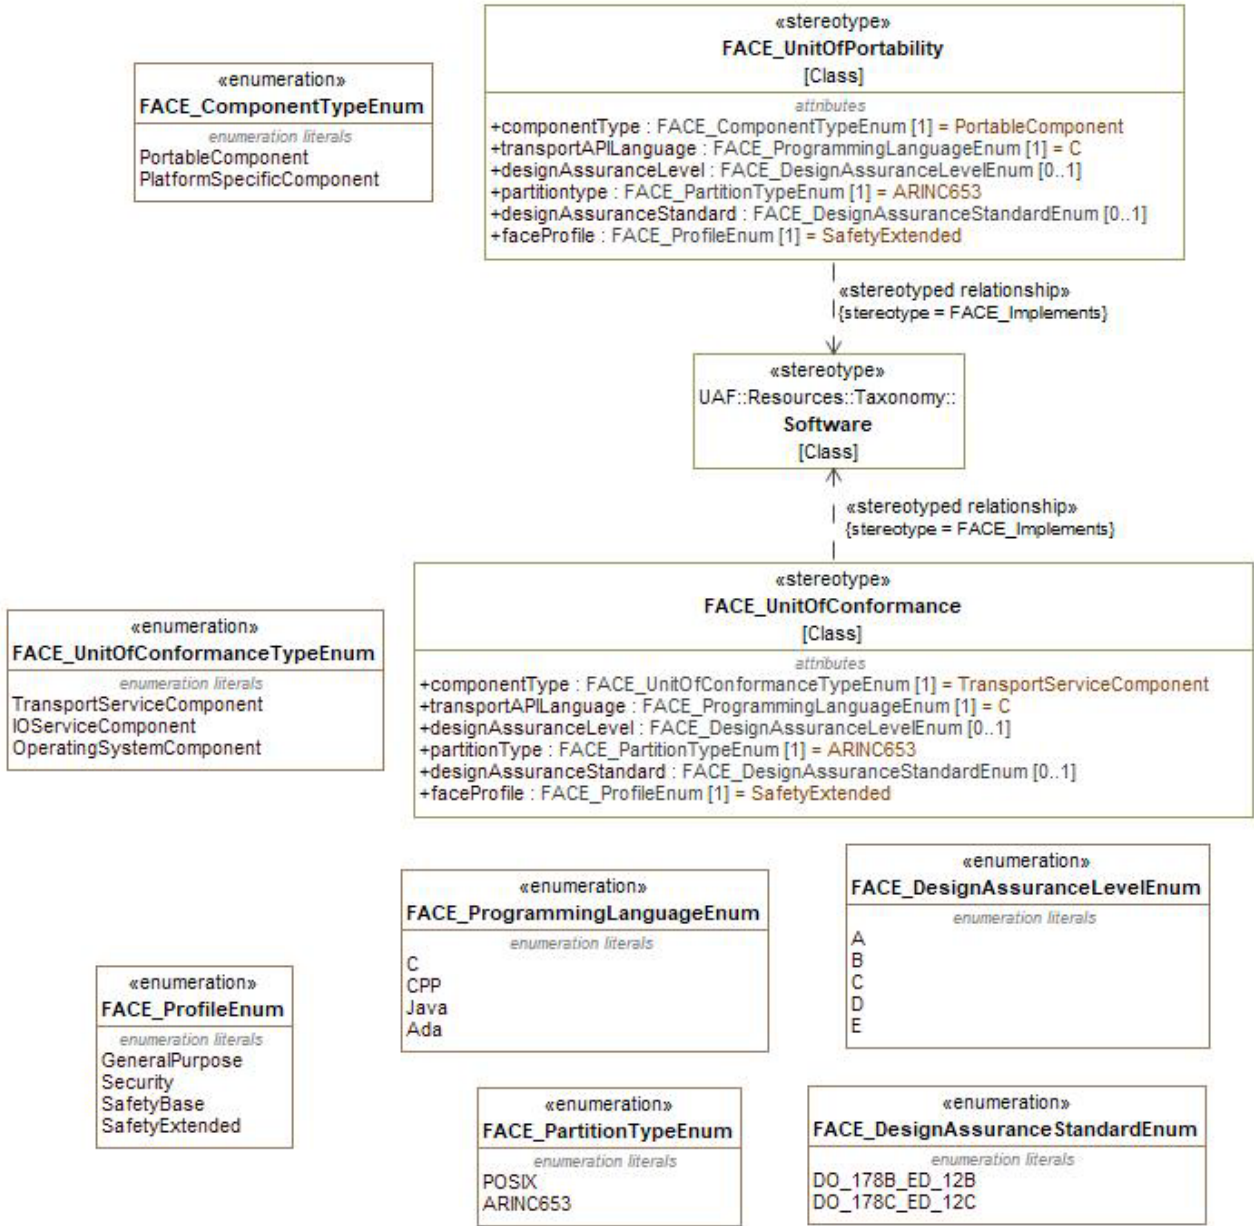 «stereotype»
FACE_UnitOfPortability
[Class]
attributes
+componentType : FACE_ComponentTypeEnum [1] = PortableComponent
+transportAPILanguage : FACE_ProgrammingLanguageEnum [1] = C
+designAssuranceLevel : FACE_DesignAssuranceLevelEnum [0..1]
+partitiontype : FACE_PartitionTypeEnum [1] = ARINC653
+designAssuranceStandard : FACE_DesignAssuranceStandardEnum [0..1]
+faceProfile : FACE_ProfileEnum [1] = SafetyExtended
«enumeration»
FACE_ComponentTypeEnum
enumeration literals
PortableComponent
PlatformSpecificComponent
«stereotyped relationship»
{stereotype = FACE_Implements}
«stereotype»
UAF::Resources::Taxonomy::
Software
[Class]
«stereotyped relationship»
{stereotype = FACE_Implements}
«stereotype»
FACE_UnitOfConformance
[Class]
attributes
+componentType : FACE_UnitOfConformanceTypeEnum [1] = TransportServiceComponent
+transportAPILanguage : FACE_ProgrammingLanguageEnum [1] = C
+designAssuranceLevel : FACE_DesignAssuranceLevelEnum [0..1]
+partitionType : FACE_PartitionTypeEnum [1] = ARINC653
+designAssuranceStandard : FACE_DesignAssuranceStandardEnum [0..1]
+faceProfile : FACE_ProfileEnum [1] = SafetyExtended
«enumeration»
FACE_UnitOfConformanceTypeEnum
enumeration literals
TransportServiceComponent
IOServiceComponent
OperatingSystemComponent
«enumeration»
FACE_ProgrammingLanguageEnum
enumeration literals
C
CPP
Java
Ada
«enumeration»
FACE_DesignAssuranceLevelEnum
enumeration literals
A
B
C
D
E
«enumeration»
FACE_ProfileEnum
enumeration literals
GeneralPurpose
Security
SafetyBase
SafetyExtended
«enumeration»
FACE_PartitionTypeEnum
enumeration literals
POSIX
ARINC653
«enumeration»
FACE_DesignAssuranceStandardEnum
enumeration literals
DO_178B_ED_12B
DO_178C_ED_12C